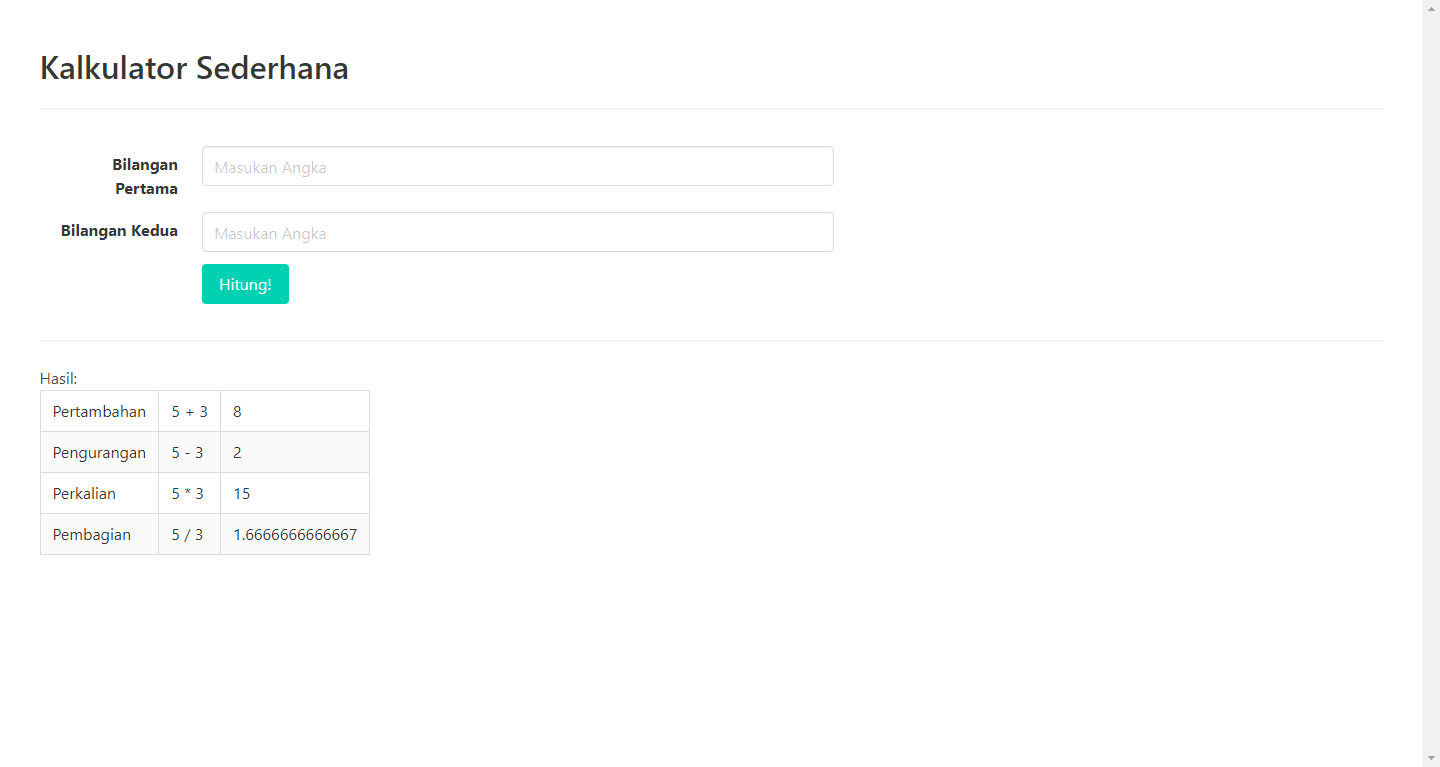 Kalkulator Sederhana
Bilangan
Pertama
Masukan Angka
Bilangan Kedua
Masukan Angka
Hitung!
Hasil:
Pertambahan 5 + 3 8
Pengurangan 5 - 3 2
Perkalian 5 * 3 15
Pembagian 5 / 3 1.6666666666667